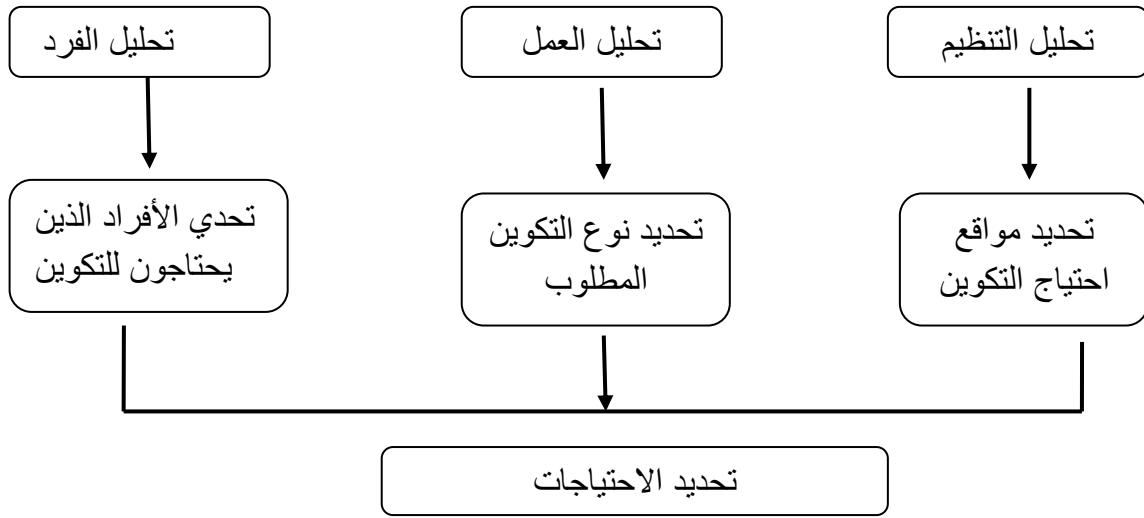 تحليل التنظيم
تحليل العمل
تحليل الفرد
تحديد مواقع
احتياج التكوين
تحديد نوع التكوين
المطلوب
تحدي الأفراد الذين
يحتاجون للتكوين
تحديد الاحتياجات